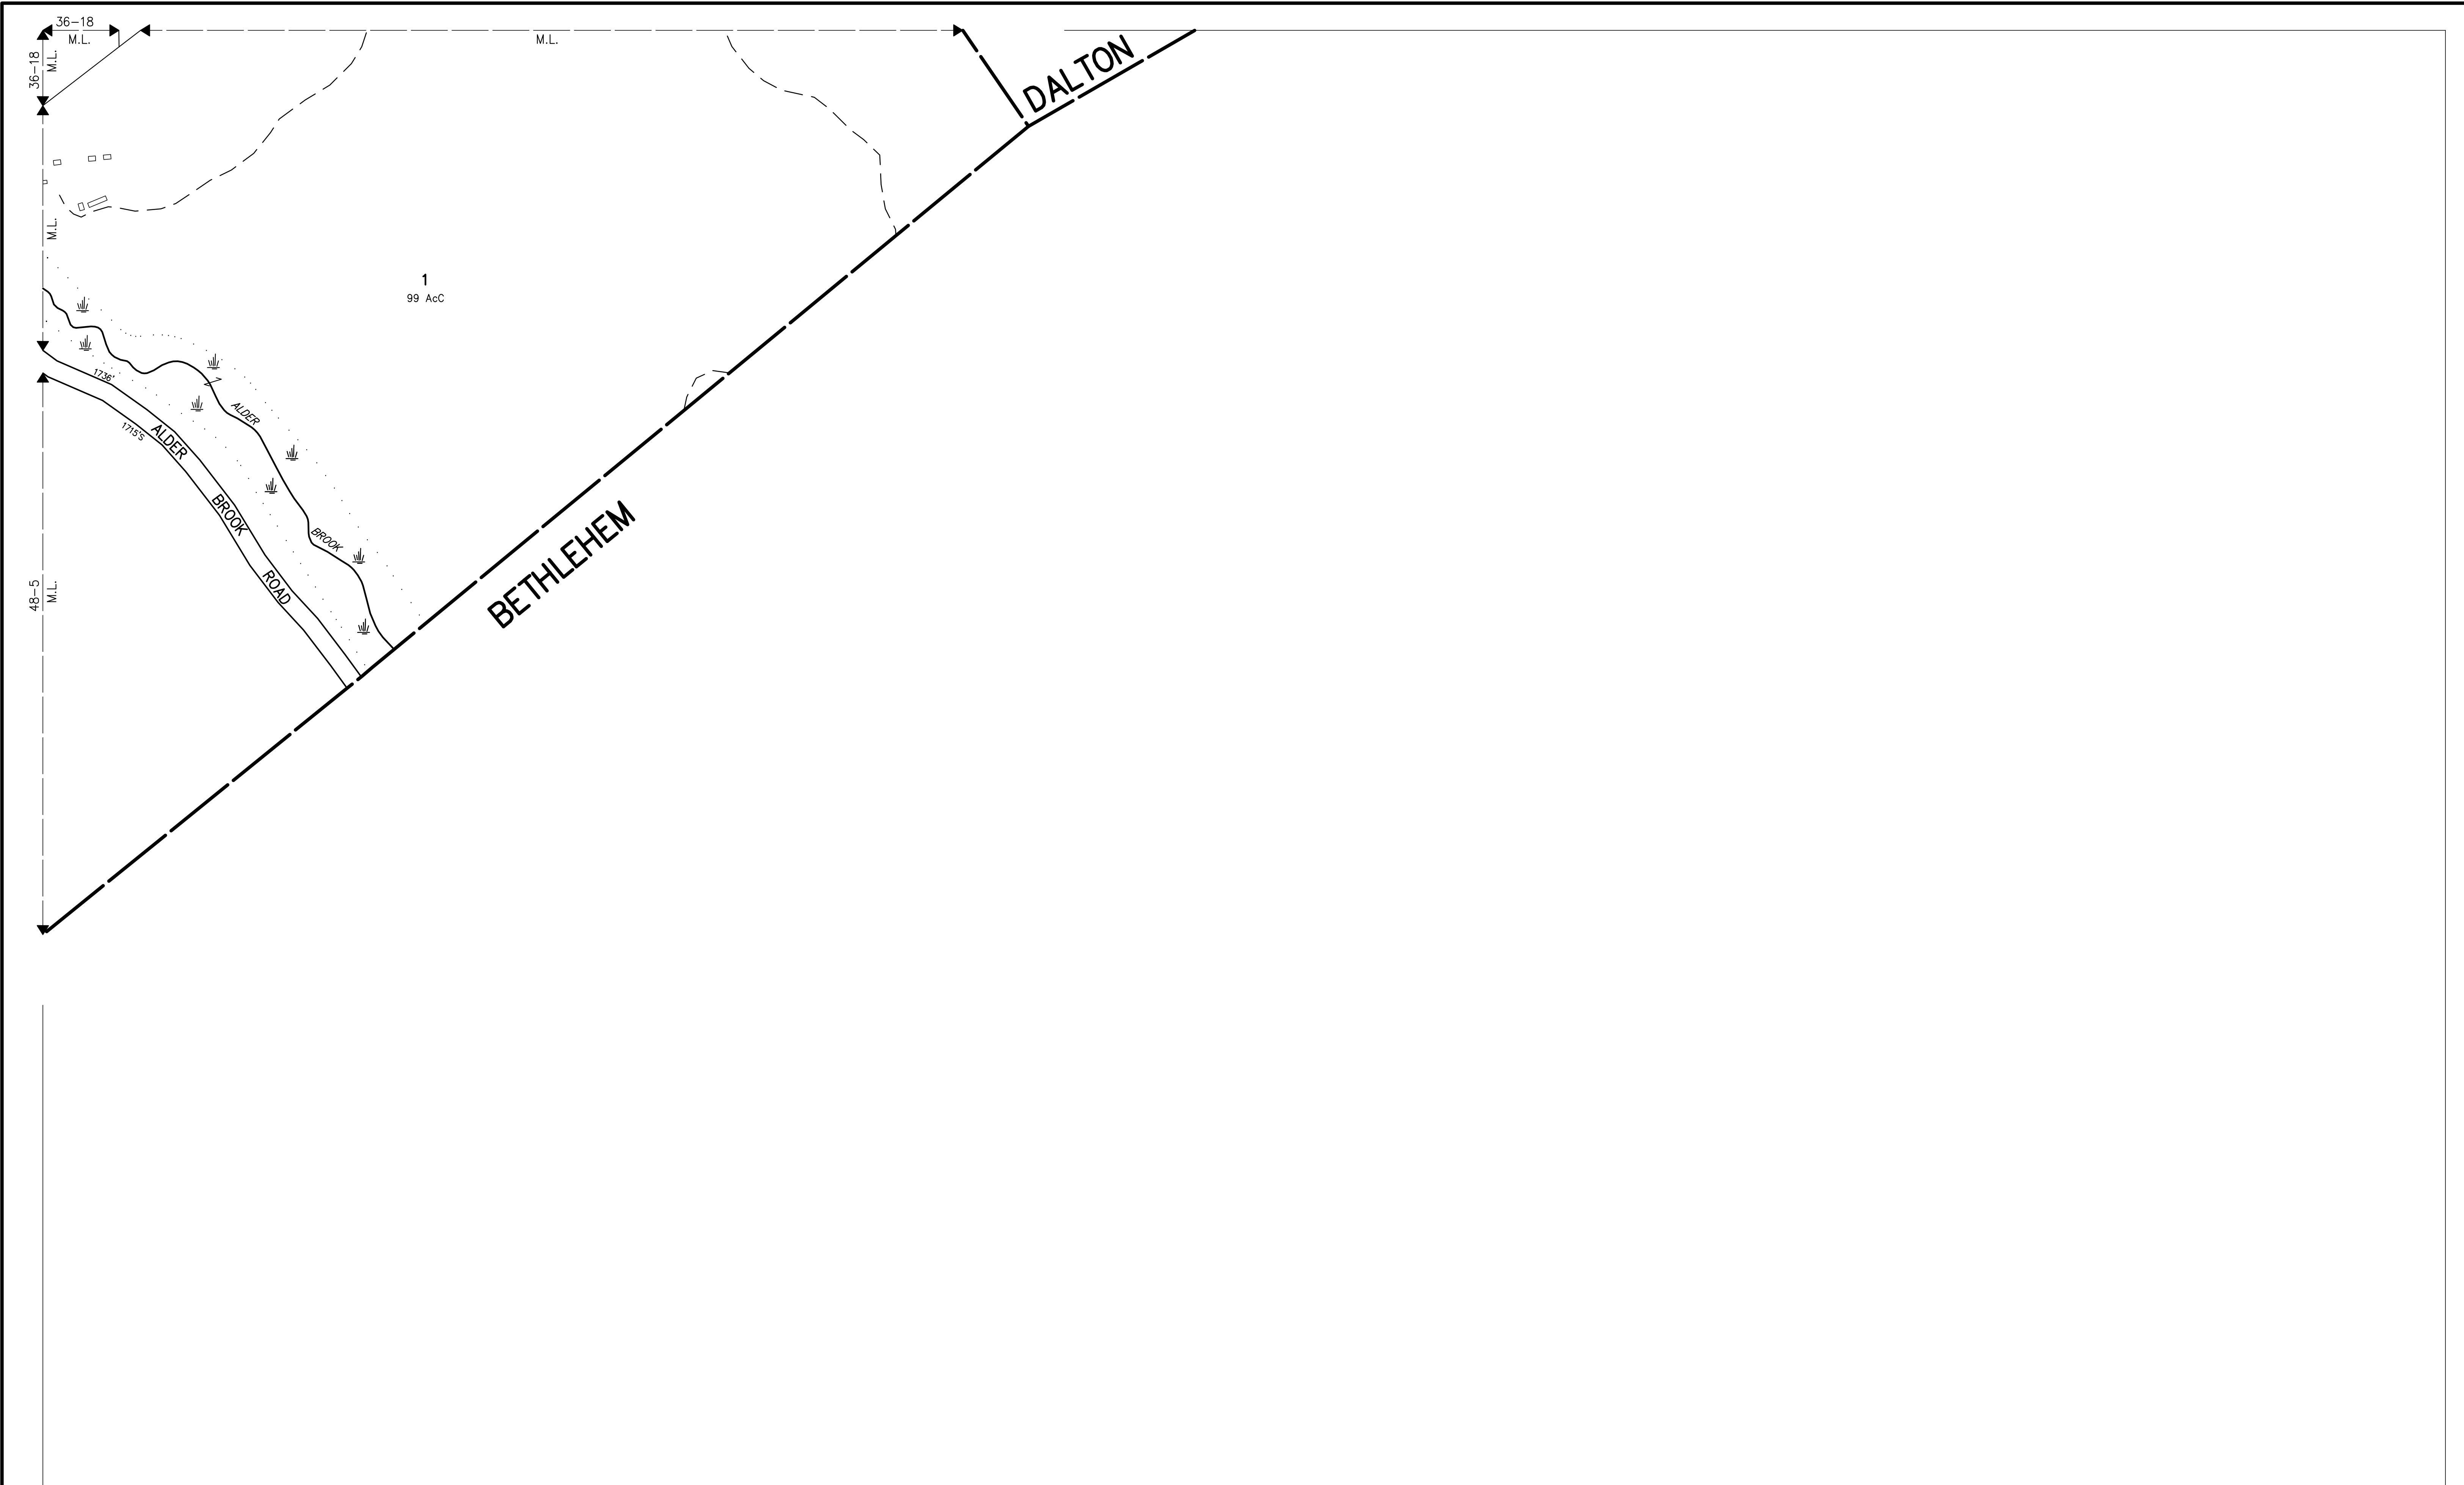 36-18
M.L.
M.L.
DALTON
36-18
M.L.
M.L.
1
99 AcC
1736'
ALDER
1715'S
ALDER
BROOK
BROOK
ROAD
BETHLEHEM
48-5
M.L.